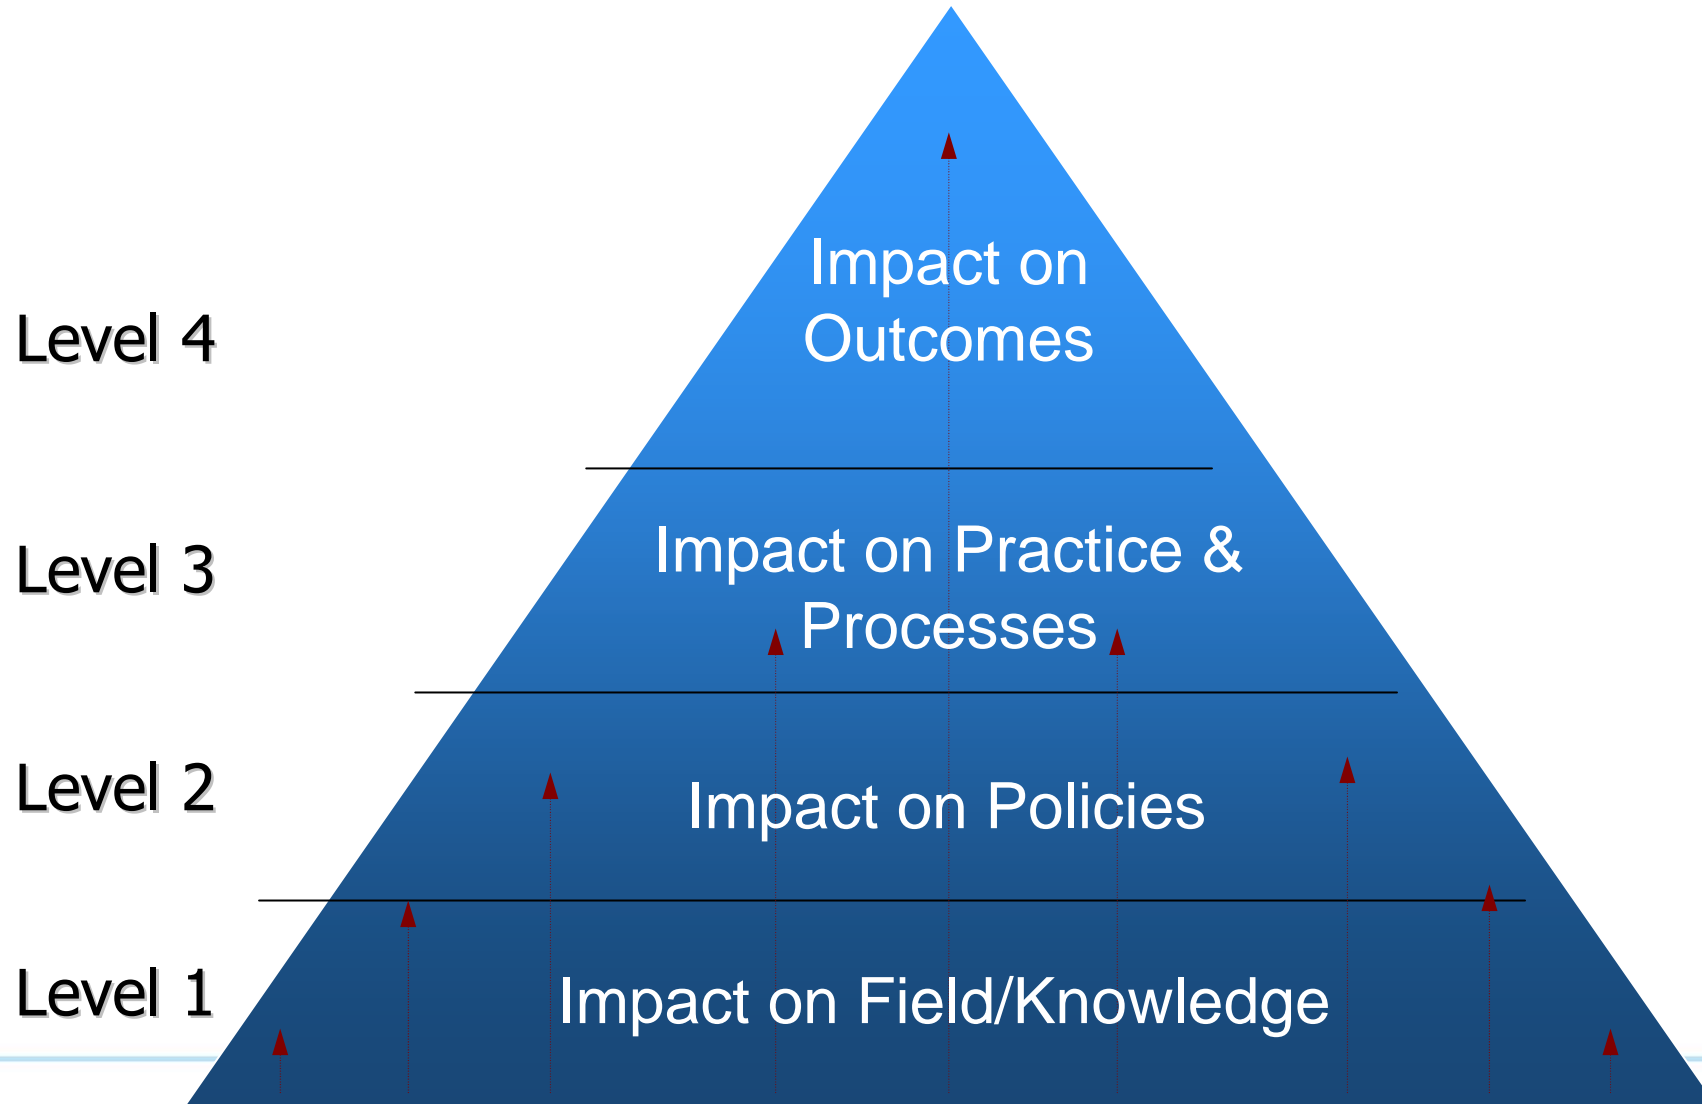 Impact on
Outcomes
Level 4
Impact on Practice &
Processes
Level 3
Impact on Policies
Level 2
Impact on Field/Knowledge
Level 1